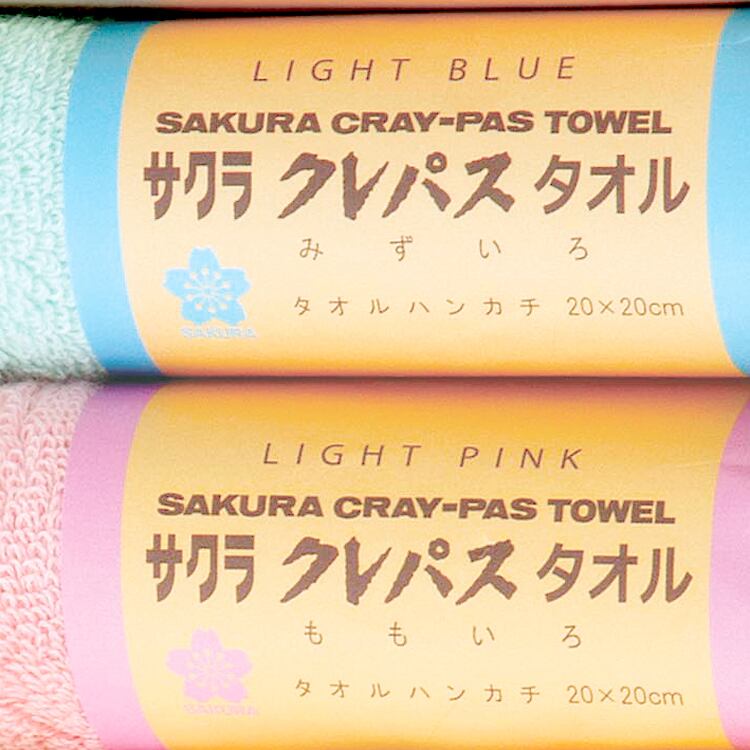 LIGHT BLUE
SAKURA CRAY-PAS TOWEL
サクラ クレパス タオル
みずいろ
SAKURA
タオルハンカチ 20×20cm
LIGHT PINK
SAKURA CRAY-PAS TOWEL
サクラ クレパス タオル
ももいろ
SAKURA
タオルハンカチ 20×20cm